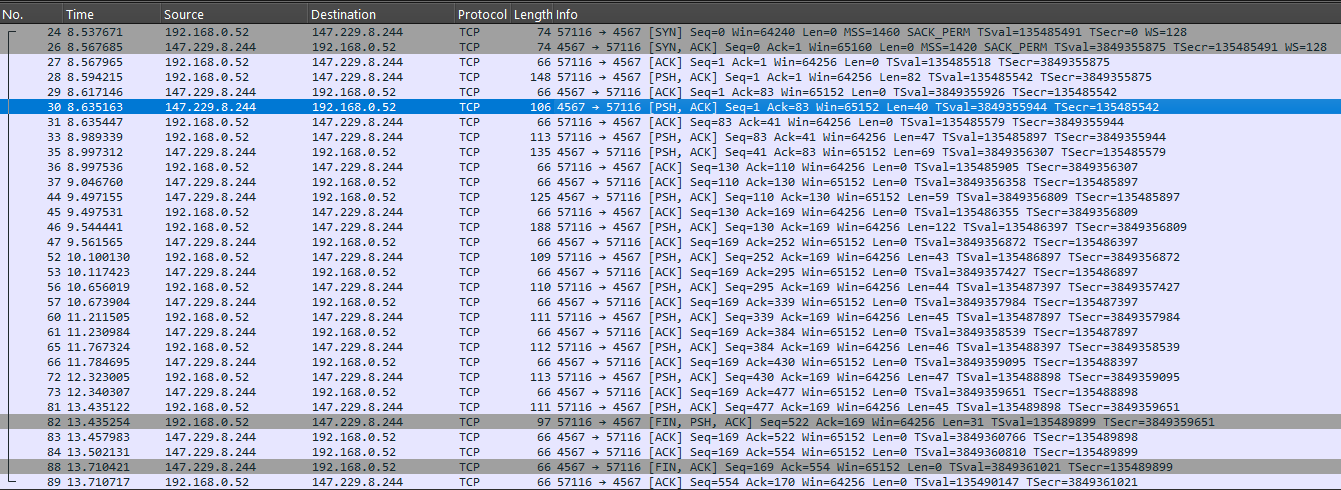 No. Time Source Destination Protocol Length Info
24 8.537671 192.168.0.52 147.229.8.244 TCP 74 57116 → 4567 [SYN] Seq=0 Win=64240 Len=0 MSS=1460 SACK_PERM TSval=135485491 TSecr=0 WS=128
26 8.567685 147.229.8.244 192.168.0.52 TCP 74 4567 → 57116 [SYN, ACK] Seq=0 Ack=1 Win=65160 Len=0 MSS=1420 SACK_PERM TSval=3849355875 TSecr=135485491 WS=128
27 8.567965 192.168.0.52 147.229.8.244 TCP 66 57116 → 4567 [ACK] Seq=1 Ack=1 Win=64256 Len=0 TSval=135485518 TSecr=3849355875
28 8.594215 192.168.0.52 147.229.8.244 TCP 148 57116 → 4567 [PSH, ACK] Seq=1 Ack=1 Win=64256 Len=82 TSval=135485542 TSecr=3849355875
29 8.617146 147.229.8.244 192.168.0.52 TCP 66 4567 → 57116 [ACK] Seq=1 Ack=83 Win=65152 Len=0 TSval=3849355926 TSecr=135485542
30 8.635163 147.229.8.244 192.168.0.52 TCP 106 4567 → 57116 [PSH, ACK] Seq=1 Ack=83 Win=65152 Len=40 TSval=3849355944 TSecr=135485542
31 8.635447 192.168.0.52 147.229.8.244 TCP 66 57116 → 4567 [ACK] Seq=83 Ack=41 Win=64256 Len=0 TSval=135485579 TSecr=3849355944
33 8.989339 192.168.0.52 147.229.8.244 TCP 113 57116 → 4567 [PSH, ACK] Seq=83 Ack=41 Win=64256 Len=47 TSval=135485897 TSecr=3849355944
35 8.997312 147.229.8.244 192.168.0.52 TCP 135 4567 → 57116 [PSH, ACK] Seq=41 Ack=83 Win=65152 Len=69 TSval=3849356307 TSecr=135485579
36 8.997536 192.168.0.52 147.229.8.244 TCP 66 57116 → 4567 [ACK] Seq=130 Ack=110 Win=64256 Len=0 TSval=135485905 TSecr=3849356307
37 9.046760 147.229.8.244 192.168.0.52 TCP 66 4567 → 57116 [ACK] Seq=110 Ack=130 Win=65152 Len=0 TSval=3849356358 TSecr=135485897
44 9.497155 147.229.8.244 192.168.0.52 TCP 125 4567 → 57116 [PSH, ACK] Seq=110 Ack=130 Win=65152 Len=59 TSval=3849356809 TSecr=135485897
45 9.497531 192.168.0.52 147.229.8.244 TCP 66 57116 → 4567 [ACK] Seq=130 Ack=169 Win=64256 Len=0 TSval=135486355 TSecr=3849356809
46 9.544441 192.168.0.52 147.229.8.244 TCP 188 57116 → 4567 [PSH, ACK] Seq=130 Ack=169 Win=64256 Len=122 TSval=135486397 TSecr=3849356809
47 9.561565 147.229.8.244 192.168.0.52 TCP 66 4567 → 57116 [ACK] Seq=169 Ack=252 Win=65152 Len=0 TSval=3849356872 TSecr=135486397
52 10.100130 192.168.0.52 147.229.8.244 TCP 109 57116 → 4567 [PSH, ACK] Seq=252 Ack=169 Win=64256 Len=43 TSval=135486897 TSecr=3849356872
53 10.117423 147.229.8.244 192.168.0.52 TCP 66 4567 → 57116 [ACK] Seq=169 Ack=295 Win=65152 Len=0 TSval=3849357427 TSecr=135486897
56 10.656019 192.168.0.52 147.229.8.244 TCP 110 57116 → 4567 [PSH, ACK] Seq=295 Ack=169 Win=64256 Len=44 TSval=135487397 TSecr=3849357427
57 10.673904 147.229.8.244 192.168.0.52 TCP 66 4567 → 57116 [ACK] Seq=169 Ack=339 Win=65152 Len=0 TSval=3849357984 TSecr=135487397
60 11.211505 192.168.0.52 147.229.8.244 TCP 111 57116 → 4567 [PSH, ACK] Seq=339 Ack=169 Win=64256 Len=45 TSval=135487897 TSecr=3849357984
61 11.230984 147.229.8.244 192.168.0.52 TCP 66 4567 → 57116 [ACK] Seq=169 Ack=384 Win=65152 Len=0 TSval=3849358539 TSecr=135487897
65 11.767324 192.168.0.52 147.229.8.244 TCP 112 57116 → 4567 [PSH, ACK] Seq=384 Ack=169 Win=64256 Len=46 TSval=135488397 TSecr=3849358539
66 11.784695 147.229.8.244 192.168.0.52 TCP 66 4567 → 57116 [ACK] Seq=169 Ack=430 Win=65152 Len=0 TSval=3849359095 TSecr=135488397
72 12.323005 192.168.0.52 147.229.8.244 TCP 113 57116 → 4567 [PSH, ACK] Seq=430 Ack=169 Win=64256 Len=47 TSval=135488898 TSecr=3849359095
73 12.340307 147.229.8.244 192.168.0.52 TCP 66 4567 → 57116 [ACK] Seq=169 Ack=477 Win=65152 Len=0 TSval=3849359651 TSecr=135488898
81 13.435122 192.168.0.52 147.229.8.244 TCP 111 57116 → 4567 [PSH, ACK] Seq=477 Ack=169 Win=64256 Len=45 TSval=135489898 TSecr=3849359651
82 13.435254 192.168.0.52 147.229.8.244 TCP 97 57116 → 4567 [FIN, PSH, ACK] Seq=522 Ack=169 Win=64256 Len=31 TSval=135489899 TSecr=3849359651
83 13.457983 147.229.8.244 192.168.0.52 TCP 66 4567 → 57116 [ACK] Seq=169 Ack=522 Win=65152 Len=0 TSval=3849360766 TSecr=135489898
84 13.502131 147.229.8.244 192.168.0.52 TCP 66 4567 → 57116 [ACK] Seq=169 Ack=554 Win=65152 Len=0 TSval=3849360810 TSecr=135489899
88 13.710421 147.229.8.244 192.168.0.52 TCP 66 4567 → 57116 [FIN, ACK] Seq=169 Ack=554 Win=65152 Len=0 TSval=3849361021 TSecr=135489899
89 13.710717 192.168.0.52 147.229.8.244 TCP 66 57116 → 4567 [ACK] Seq=554 Ack=170 Win=64256 Len=0 TSval=135490147 TSecr=3849361021